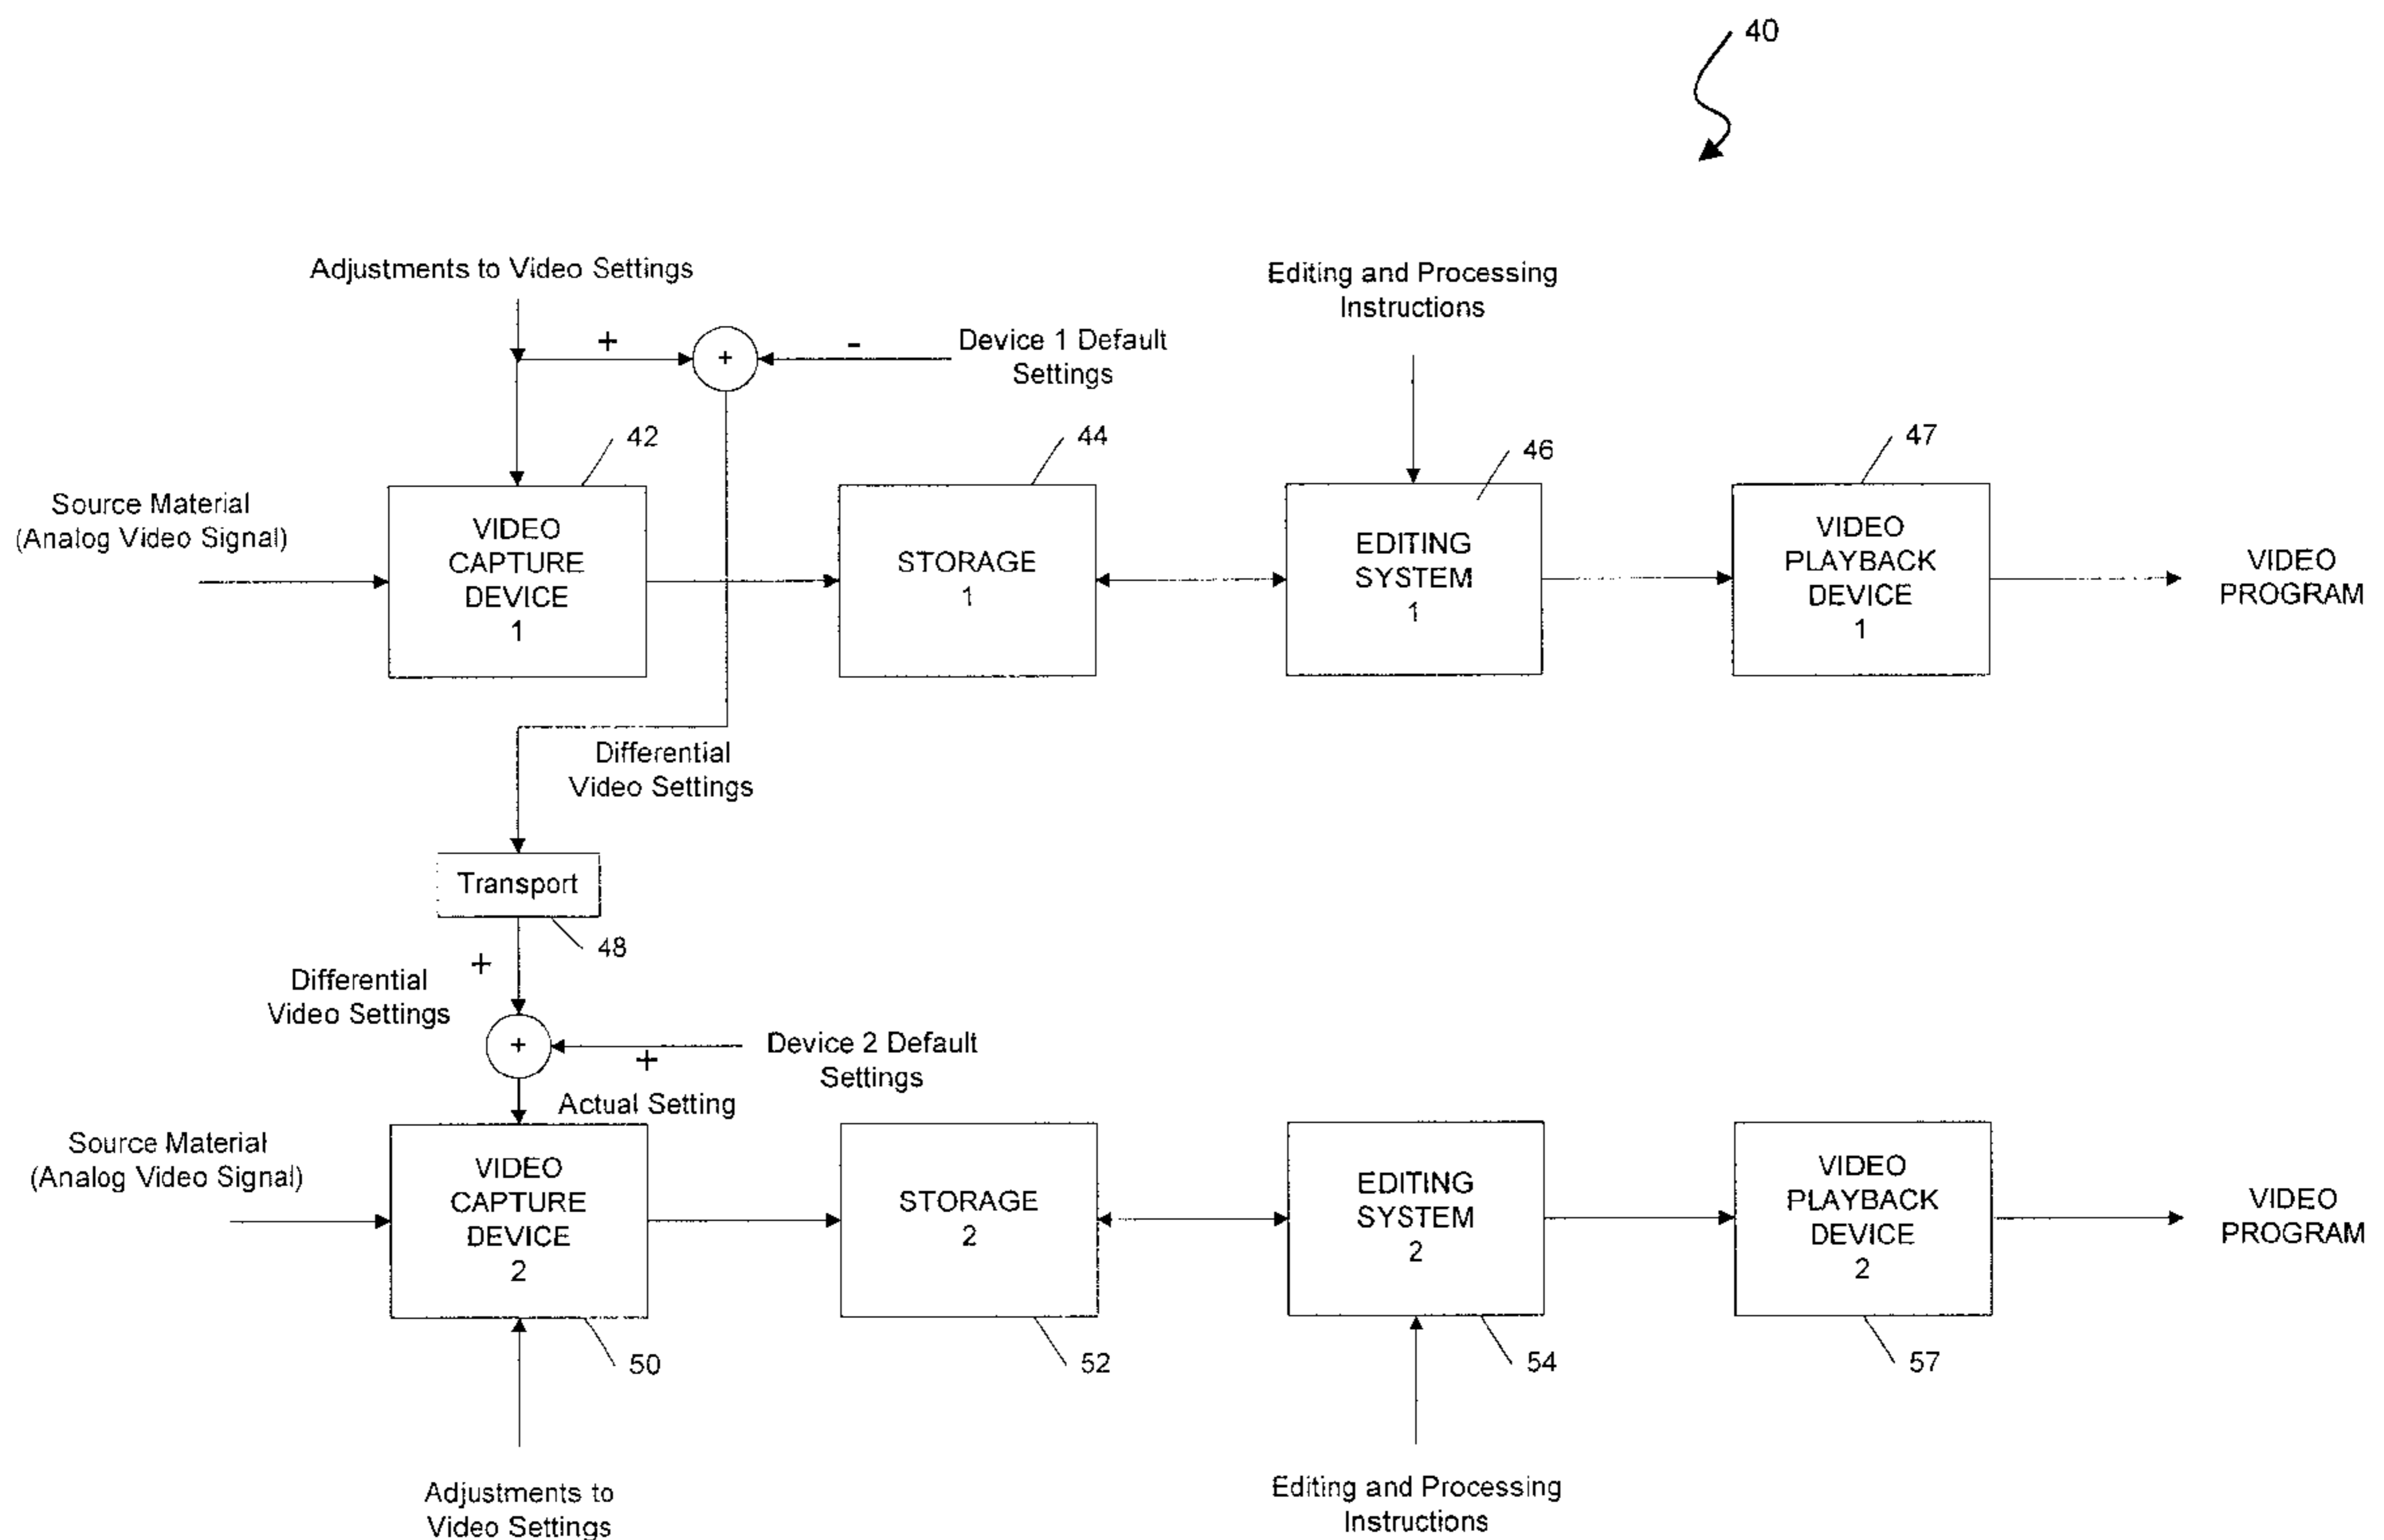 40
Adjustments to Video Settings
Editing and Processing
Instructions
+
+
-
Device 1 Default
Settings
42
44
46
47
Source Material
(Analog Video Signal)
VIDEO
CAPTURE
DEVICE
1
STORAGE
1
EDITING
SYSTEM
1
VIDEO
PLAYBACK
DEVICE
1
VIDEO
PROGRAM
Differential
Video Settings
Transport
48
+
Differential
Video Settings
+
+
Device 2 Default
Settings
Actual Setting
Source Material
(Analog Video Signal)
VIDEO
CAPTURE
DEVICE
2
STORAGE
2
EDITING
SYSTEM
2
VIDEO
PLAYBACK
DEVICE
2
VIDEO
PROGRAM
50
52
54
57
Adjustments to
Video Settings
Editing and Processing
Instructions